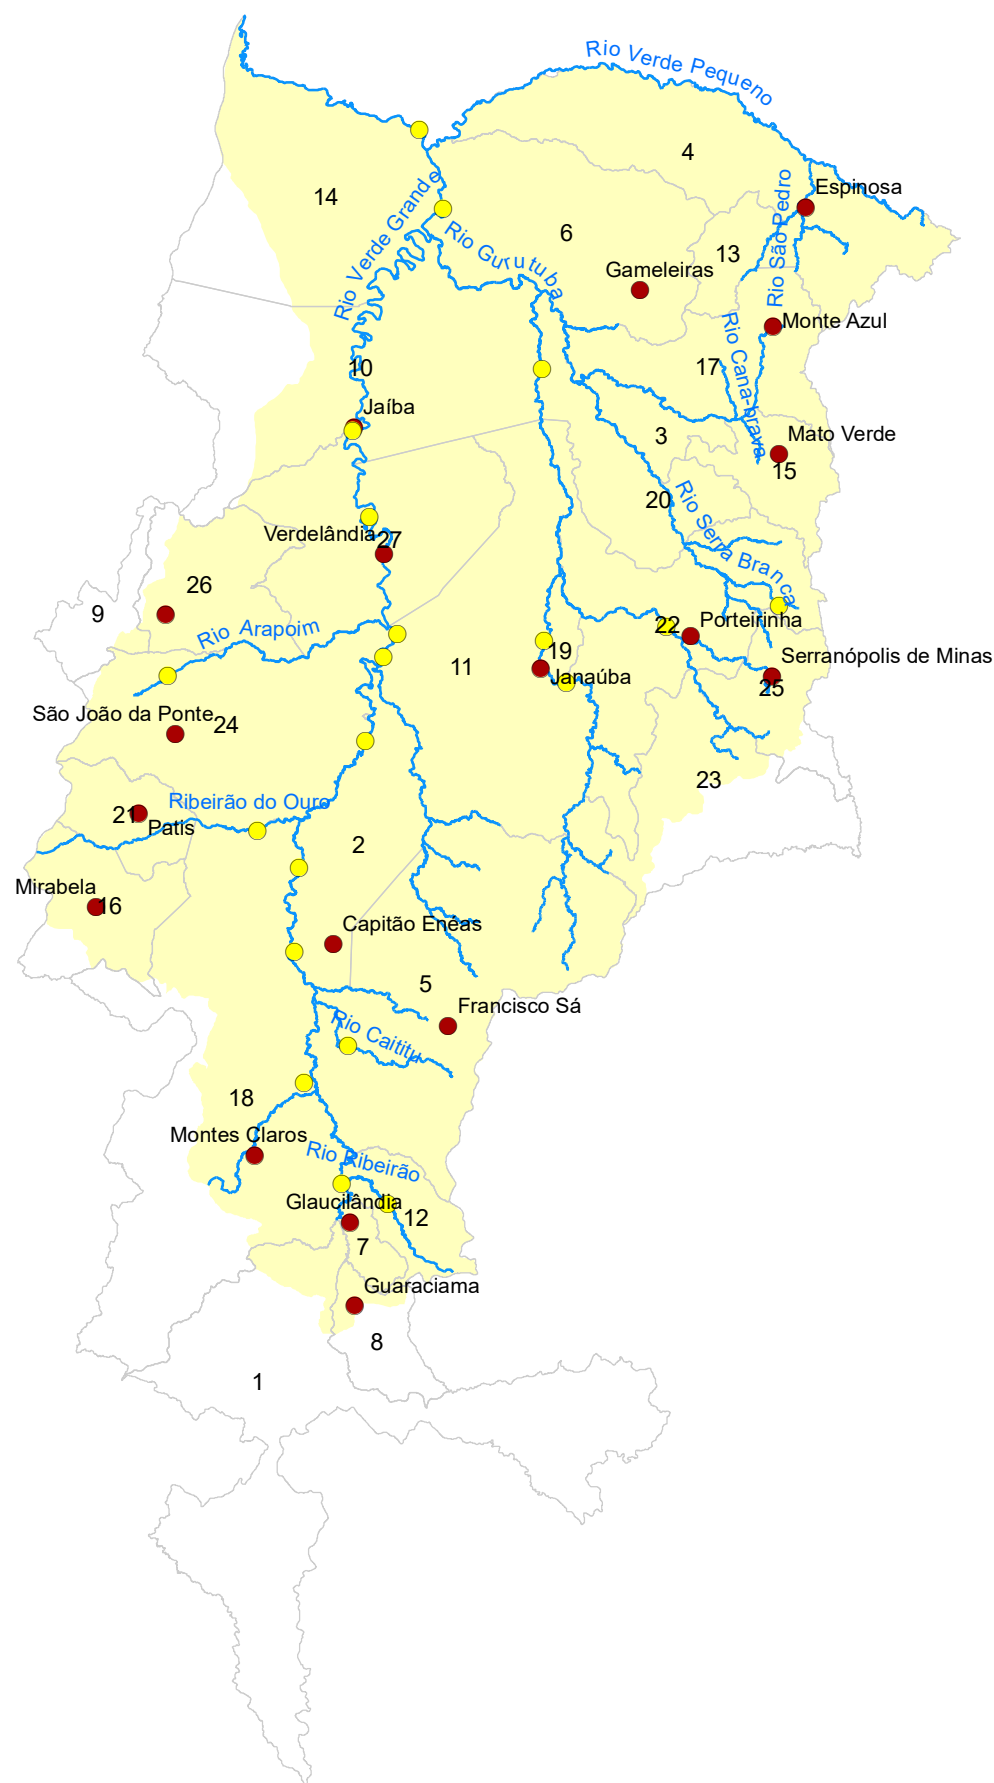 Rio Verde Pequeno
4
Rio São Pedro
Espinosa
14
Rio Verde Grande
Rio Gurutuba
6
13
Gameleiras
Monte Azul
10
17
Rio Cana-brava
Jaíba
3
Mato Verde
15
20
Rio Serra Branca
Verdelândia
27
26
9
Rio Arapoim
22
Porteirinha
19
Janaúba
11
Serranópolis de Minas
25
São João da Ponte
24
23
Ribeirão do Ouro
21
Patis
2
Mirabela
16
Capitão Enéas
5
Francisco Sá
Rio Caititu
18
Montes Claros
Rio Ribeirão
Glaucilândia
12
7
Guaraciama
8
1